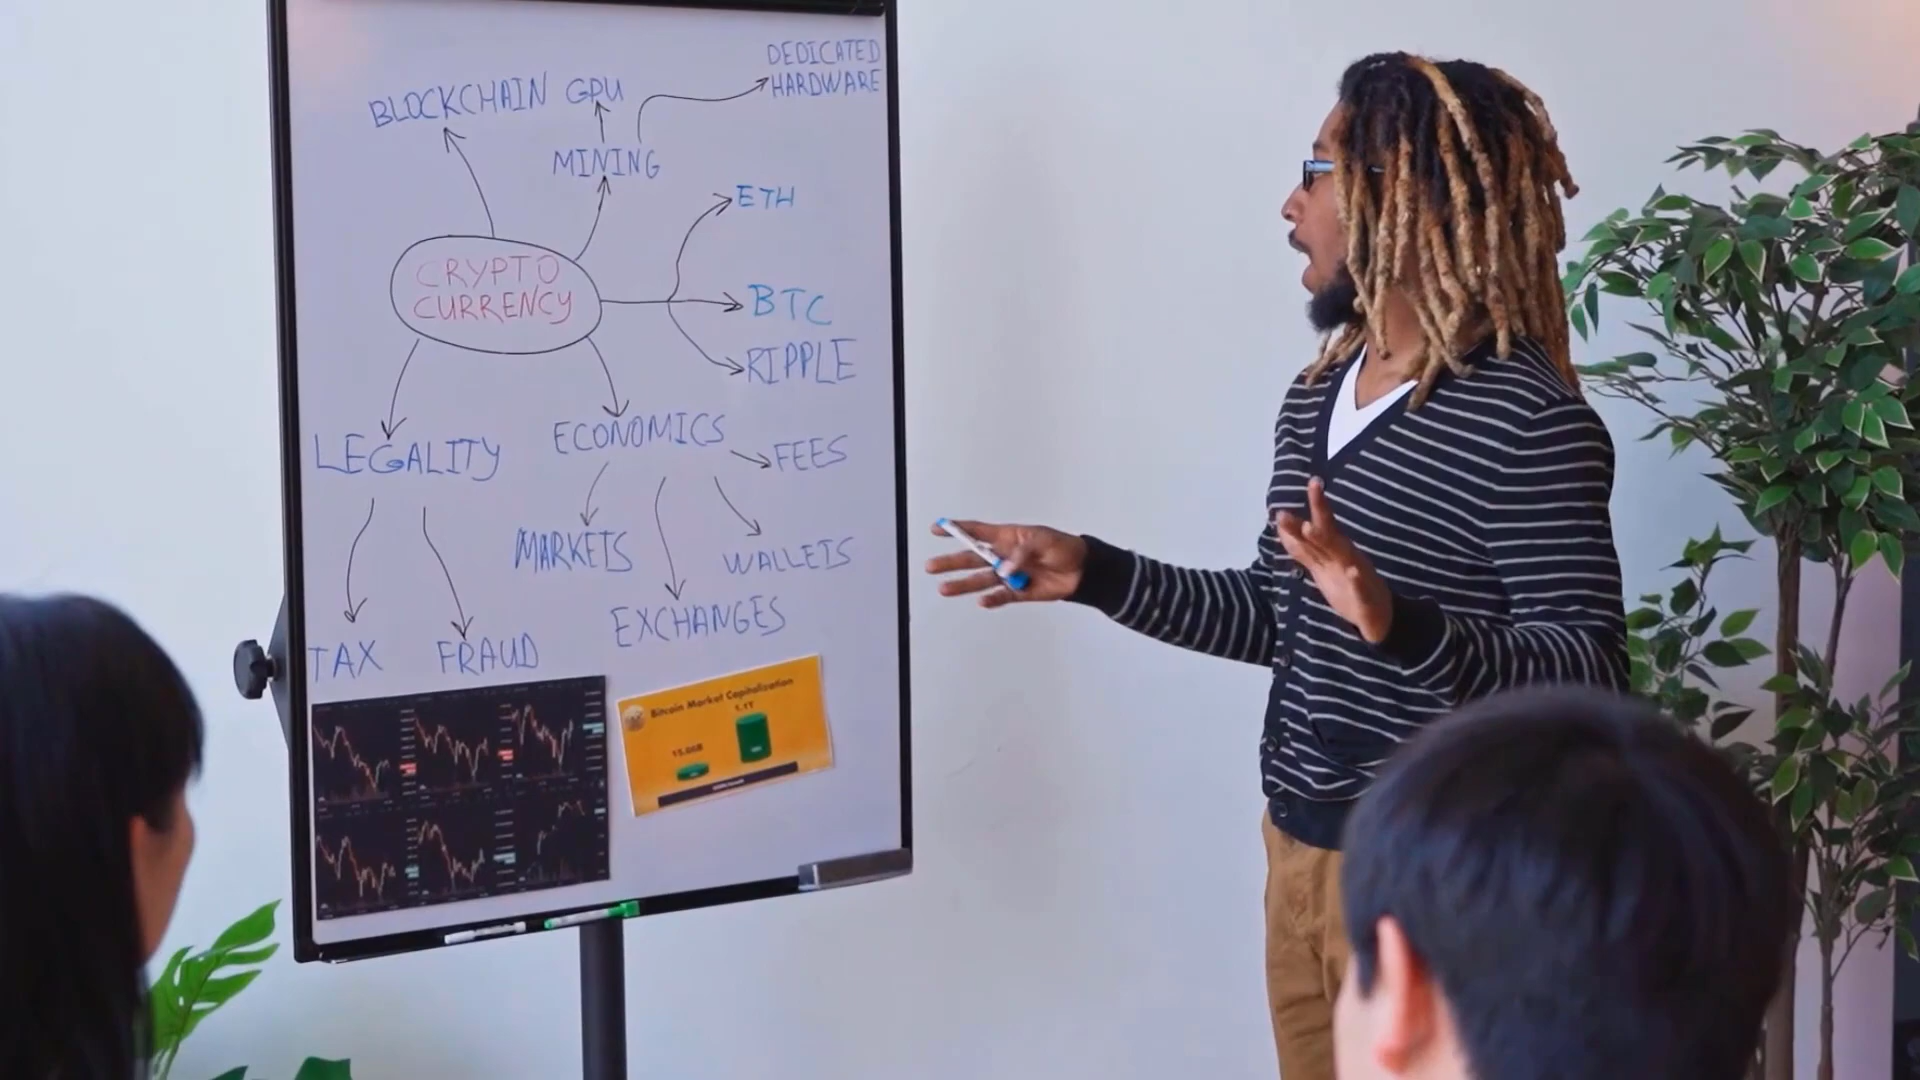 DEDICATED
HARDWARE
BLOCKCHAIN
GPU
MINING
ETH
CRYPTO
CURRENCY
BTC
RIPPLE
LEGALITY
ECONOMICS
FEES
MARKETS
WALLETS
EXCHANGES
TAX
FRAUD
Bitcoin Market Capitalization
1.1T
15.06B